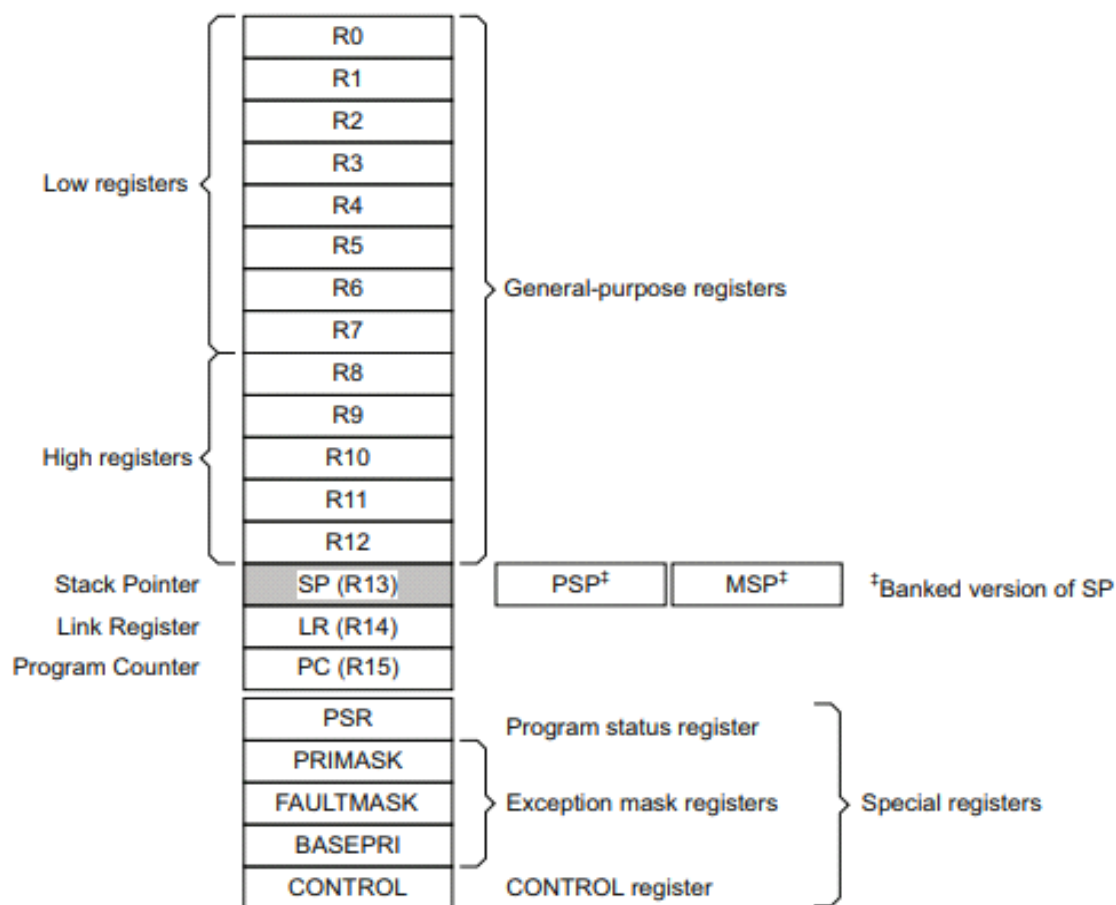 R0
R1
R2
R3
Low registers
R4
R5
R6
General-purpose registers
R7
R8
R9
High registers
R10
R11
R12
Stack Pointer SP (R13) PSP‡ MSP‡ ‡Banked version of SP
Link Register LR (R14)
Program Counter PC (R15)
PSR Program status register
PRIMASK
FAULTMASK Exception mask registers Special registers
BASEPRI
CONTROL CONTROL register